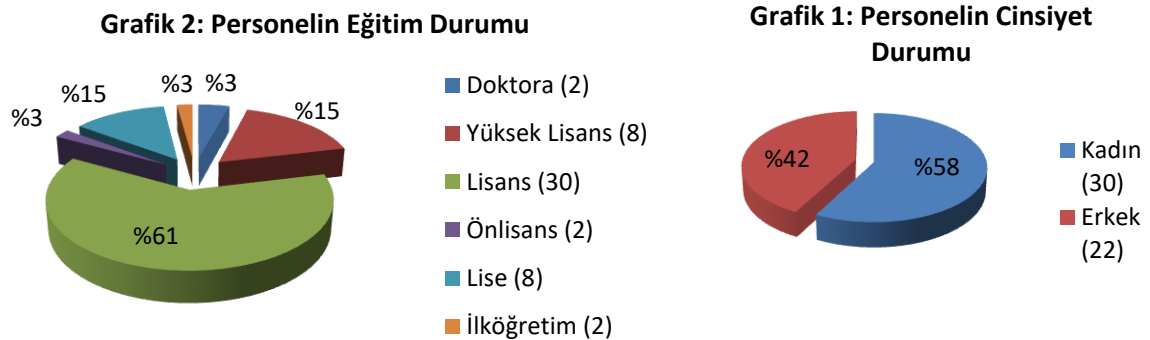 Grafik 2: Personelin Eğitim Durumu
%3
%15
%3
%3
%15
%61
Doktora (2)
Yüksek Lisans (8)
Lisans (30)
Önlisans (2)
Lise (8)
İlköğretim (2)
Grafik 1: Personelin Cinsiyet
Durumu
%42
%58
Kadın
(30)
Erkek
(22)